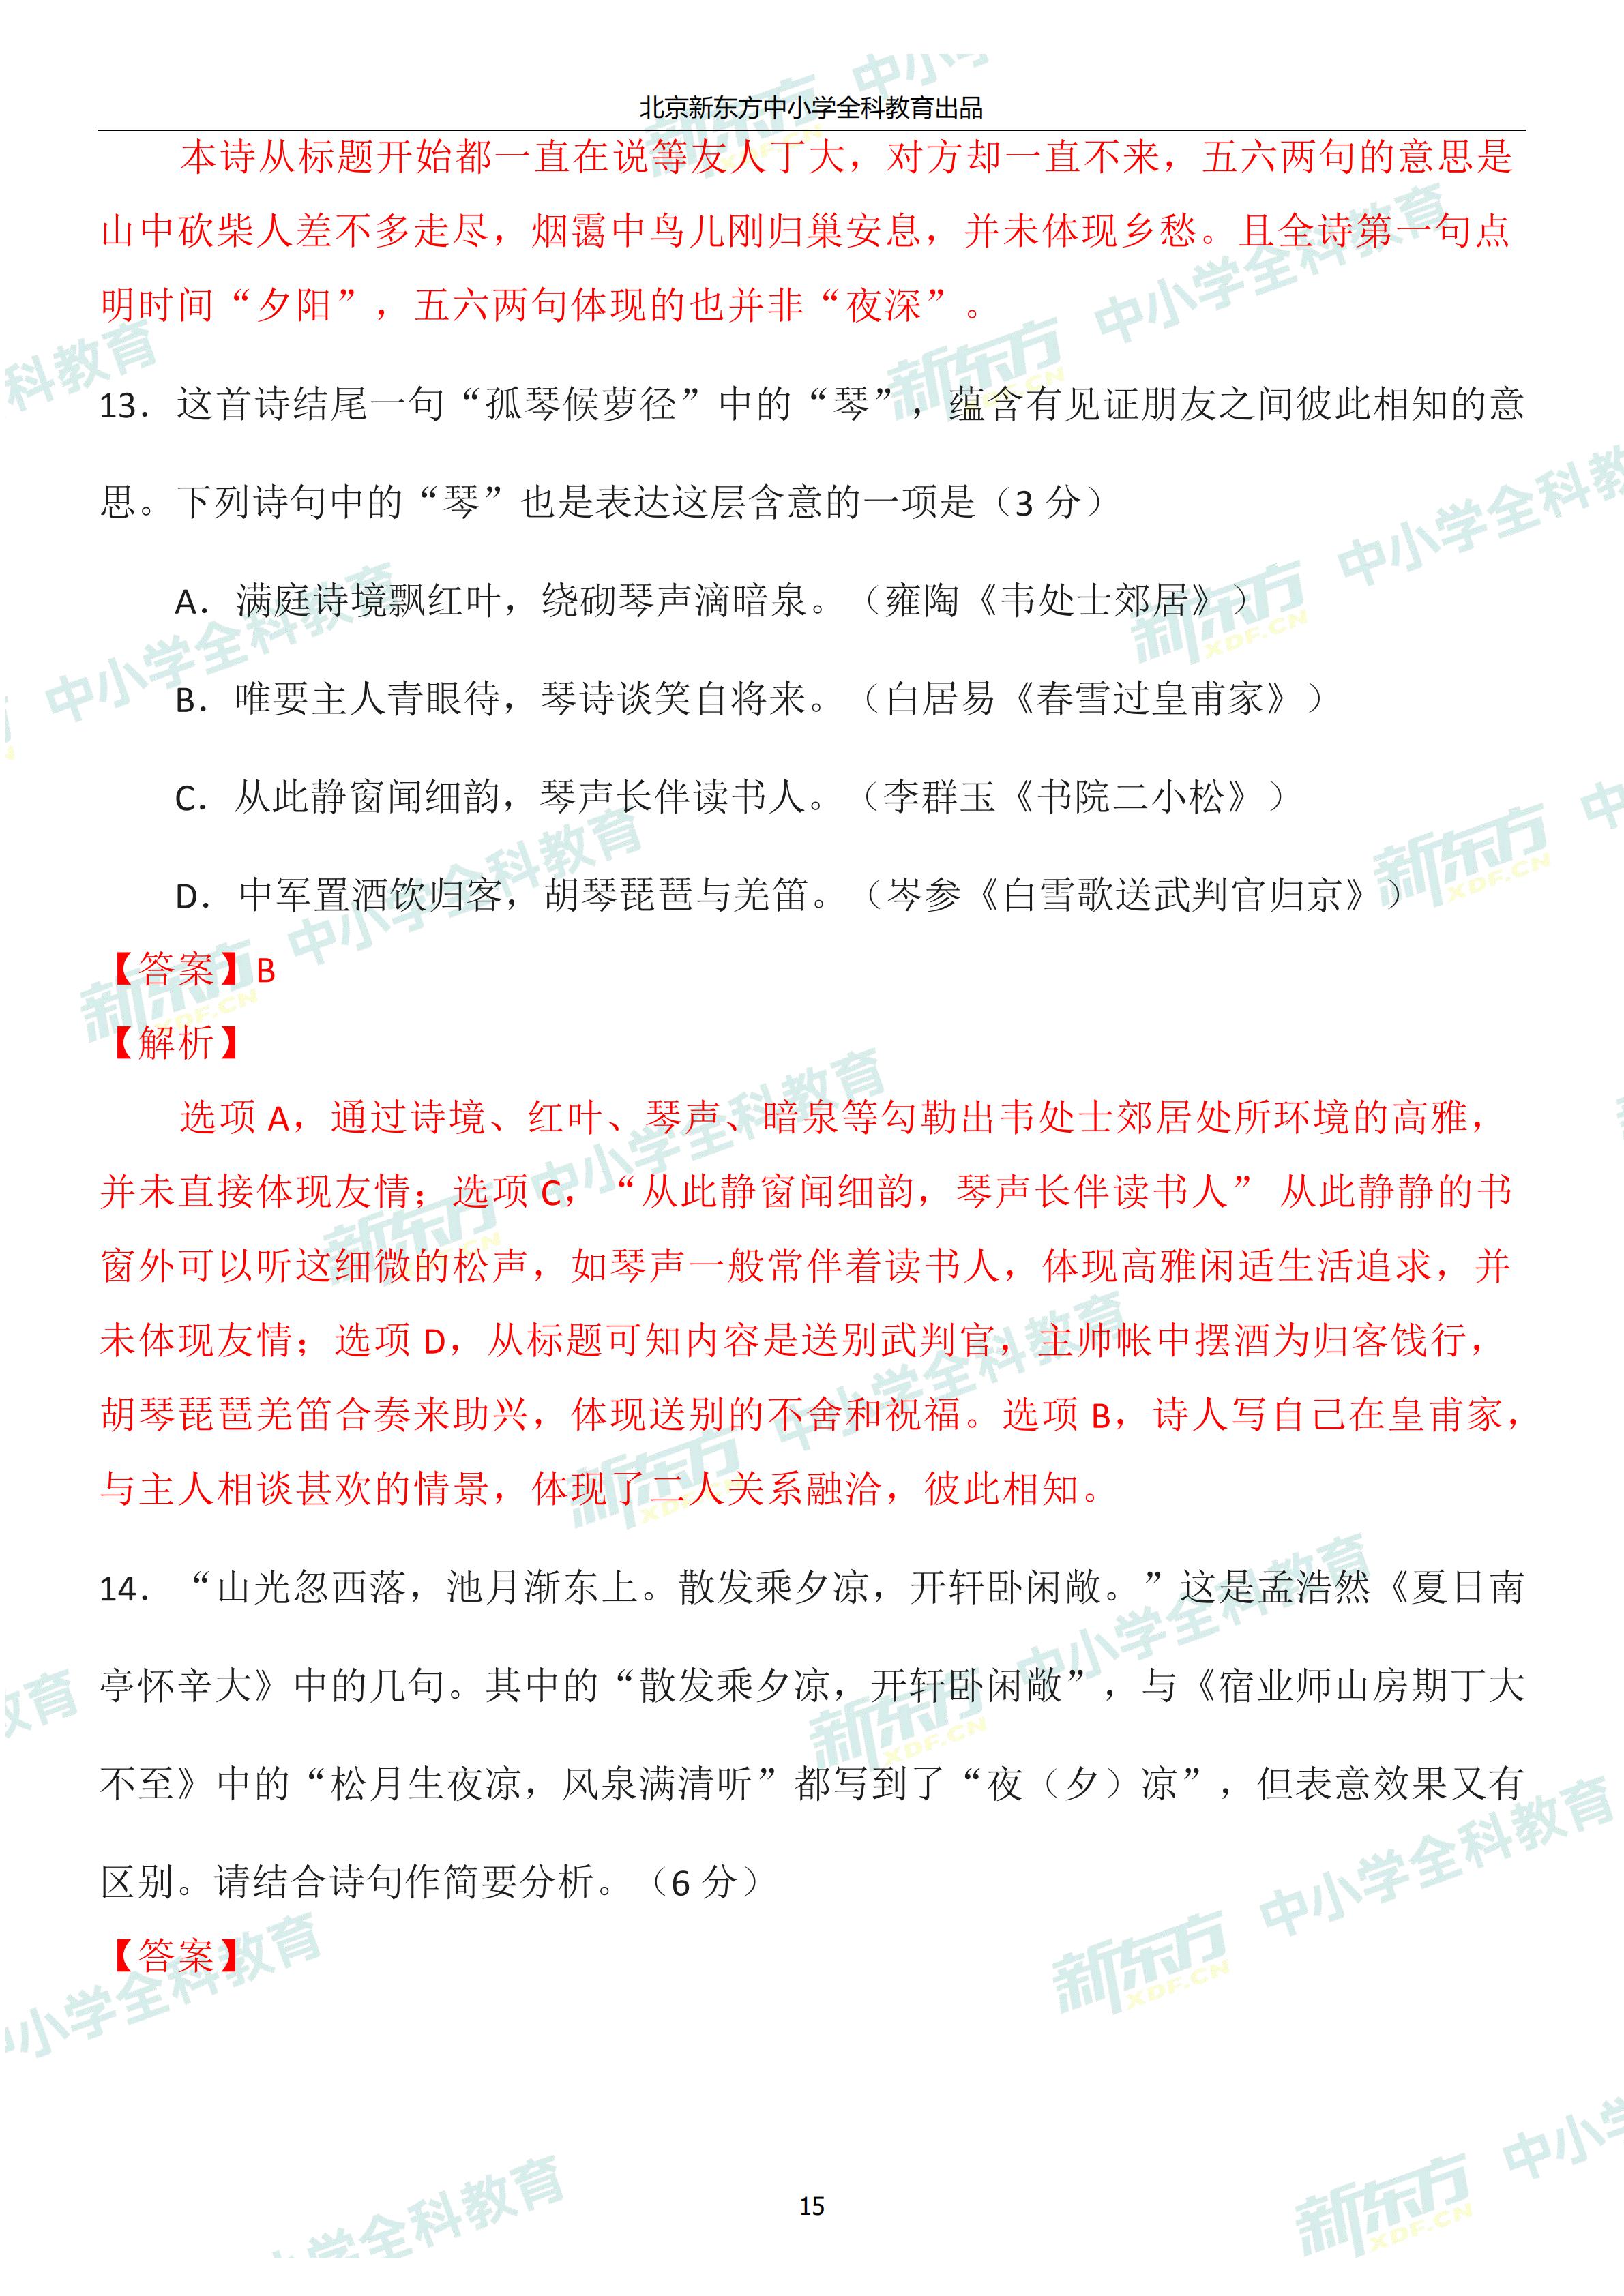 北京新东方中小学全科教育出品
本诗从标题开始都一直在说等友人丁大，对方却一直不来，五六两句的意思是
山中砍柴人差不多走尽，烟霭中鸟儿刚归巢安息，并未体现乡愁。且全诗第一句点
明时间“夕阳”，五六两句体现的也并非“夜深”。
13．这首诗结尾一句“孤琴候萝径”中的“琴”，蕴含有见证朋友之间彼此相知的意
思。下列诗句中的“琴”也是表达这层含意的一项是（3 分）
A．满庭诗境飘红叶，绕砌琴声滴暗泉。（雍陶《韦处士郊居》）
B．唯要主人青眼待，琴诗谈笑自将来。（白居易《春雪过皇甫家》）
C．从此静窗闻细韵，琴声长伴读书人。（李群玉《书院二小松》）
D．中军置酒饮归客，胡琴琵琶与羌笛。（岑参《白雪歌送武判官归京》）
【答案】B
【解析】
选项 A，通过诗境、红叶、琴声、暗泉等勾勒出韦处士郊居处所环境的高雅，
并未直接体现友情；选项 C，“从此静窗闻细韵，琴声长伴读书人” 从此静静的书
窗外可以听这细微的松声，如琴声一般常伴着读书人，体现高雅闲适生活追求，并
未体现友情；选项 D，从标题可知内容是送别武判官，主帅帐中摆酒为归客饯行，
胡琴琵琶羌笛合奏来助兴，体现送别的不舍和祝福。选项 B，诗人写自己在皇甫家，
与主人相谈甚欢的情景，体现了二人关系融洽，彼此相知。
14．“山光忽西落，池月渐东上。散发乘夕凉，开轩卧闲敞。”这是孟浩然《夏日南
亭怀辛大》中的几句。其中的“散发乘夕凉，开轩卧闲敞”，与《宿业师山房期丁大
不至》中的“松月生夜凉，风泉满清听”都写到了“夜（夕）凉”，但表意效果又有
区别。请结合诗句作简要分析。（6 分）
【答案】
15